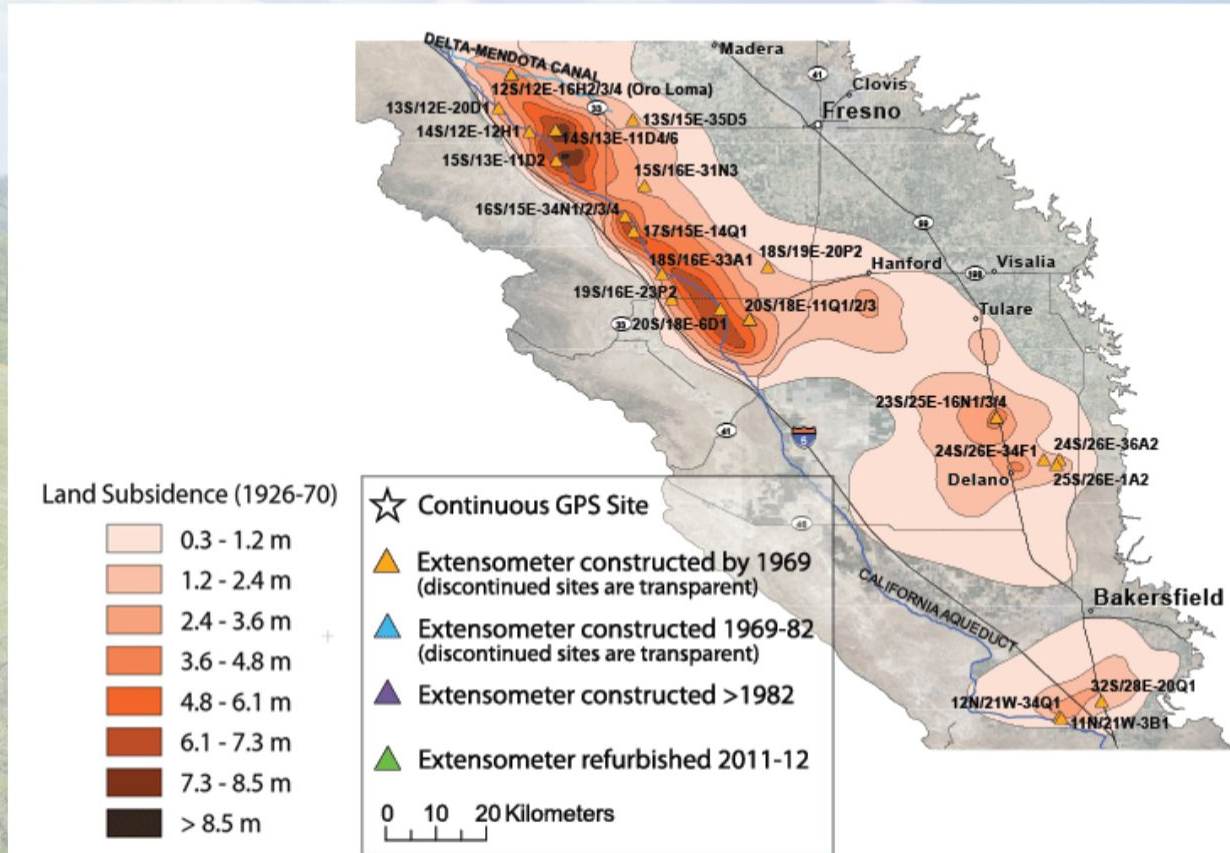 DELTA-MENDOTA CANAL
Madera
41
Clovis
12S/12E-16H2/3/4 (Oro Loma)
13S/12E-20D1
33
13S/15E-35D5
Fresno
14S/12E-12H1
14S/13E-11D4/6
15S/13E-11D2
15S/16E-31N3
16S/15E-34N1/2/3/4
17S/15E-14Q1
99
18S/16E-33A1
18S/19E-20P2
Hanford
198
Visalia
19S/16E-23P2
20S/18E-11Q1/2/3
33
20S/18E-6D1
Tulare
23S/25E-16N1/3/4
41
5
24S/26E-34F1
24S/26E-36A2
Delano
25S/26E-1A2
CALIFORNIA AQUEDUCT
Bakersfield
32S/28E-20Q1
12N/21W-34Q1
11N/21W-3B1
Land Subsidence (1926-70)
0.3 - 1.2 m
1.2 - 2.4 m
2.4 - 3.6 m
3.6 - 4.8 m
4.8 - 6.1 m
6.1 - 7.3 m
7.3 - 8.5 m
> 8.5 m
Continuous GPS Site
Extensometer constructed by 1969
(discontinued sites are transparent)
Extensometer constructed 1969-82
(discontinued sites are transparent)
Extensometer constructed >1982
Extensometer refurbished 2011-12
0 10 20 Kilometers